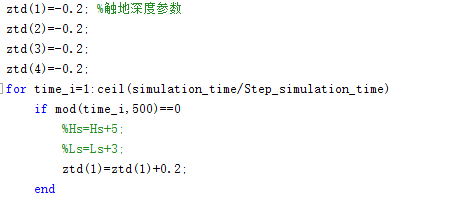 ztd(1)=-0.2; %触地深度参数
ztd(2)=-0.2;
ztd(3)=-0.2;
ztd(4)=-0.2;
for time_i=1:ceil(simulation_time/Step_simulation_time)
if mod(time_i,500)==0
%Hs=Hs+5;
%Ls=Ls+3;
ztd(1)=ztd(1)+0.2;
end